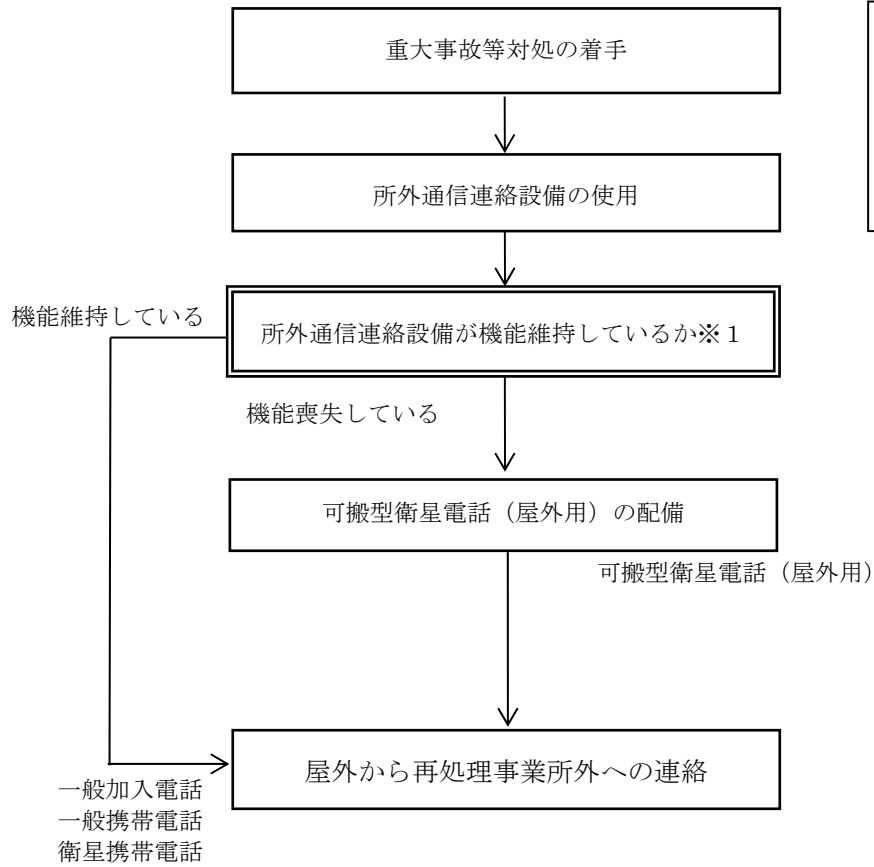 重大事故等対処の着手
所外通信連絡設備の使用
機能維持している
所外通信連絡設備が機能維持しているか※１
機能喪失している
可搬型衛星電話（屋外用）の配備
可搬型衛星電話（屋外用）
屋外から再処理事業所外への連絡
一般加入電話
一般携帯電話
衛星携帯電話